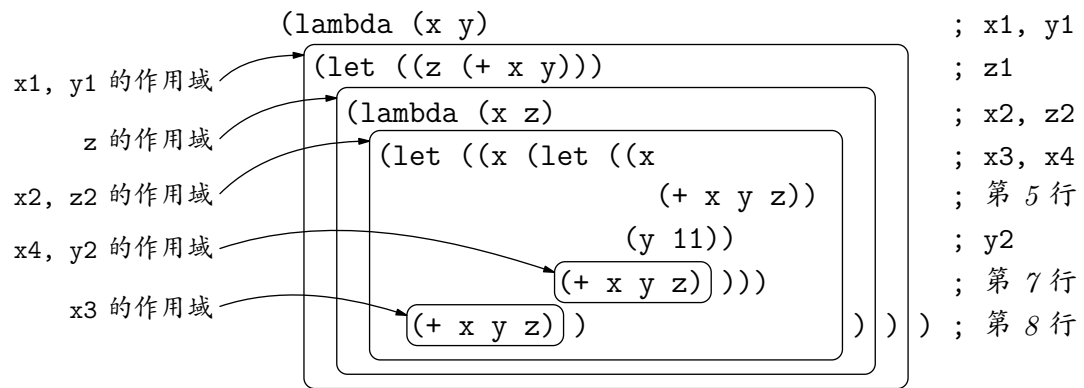 (lambda (x y) ; x1, y1
x1, y1 的作用域 (let ((z (+ x y))) ; z1
z 的作用域 (lambda (x z) ; x2, z2
x2, z2 的作用域 (let ((x (let ((x ; x3, x4
(+ x y z)) ; 第 5 行
x4, y2 的作用域 (y 11)) ; y2
(+ x y z) ))) ; 第 7 行
x3 的作用域 (+ x y z) ) ) ) ) ; 第 8 行